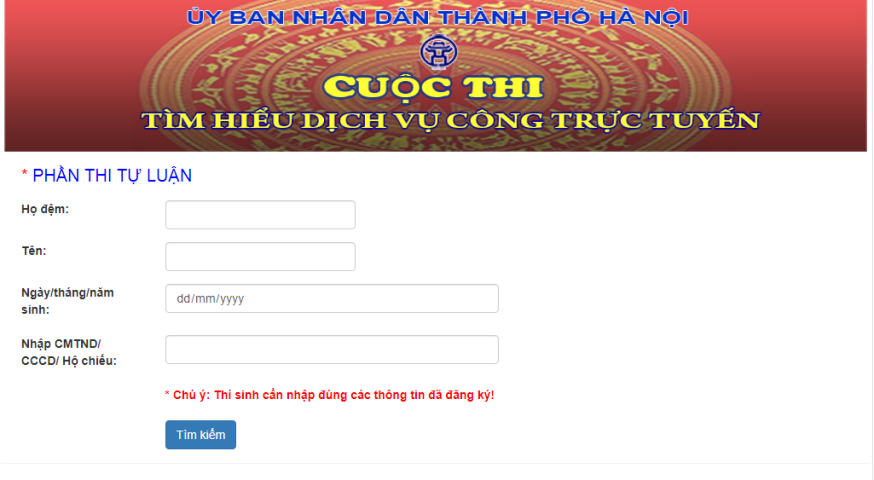 ỦY BAN NHÂN DÂN THÀNH PHỐ HÀ NỘI
CUỘC THI
TÌM HIỂU DỊCH VỤ CÔNG TRỰC TUYẾN
* PHẦN THI TỰ LUẬN
Họ đệm:
Tên:
Ngày/tháng/năm
sinh:
dd/mm/yyyy
Nhập CMTND/
CCCD/ Hộ chiếu:
* Chú ý: Thí sinh cần nhập đúng các thông tin đã đăng ký!
Tìm kiếm